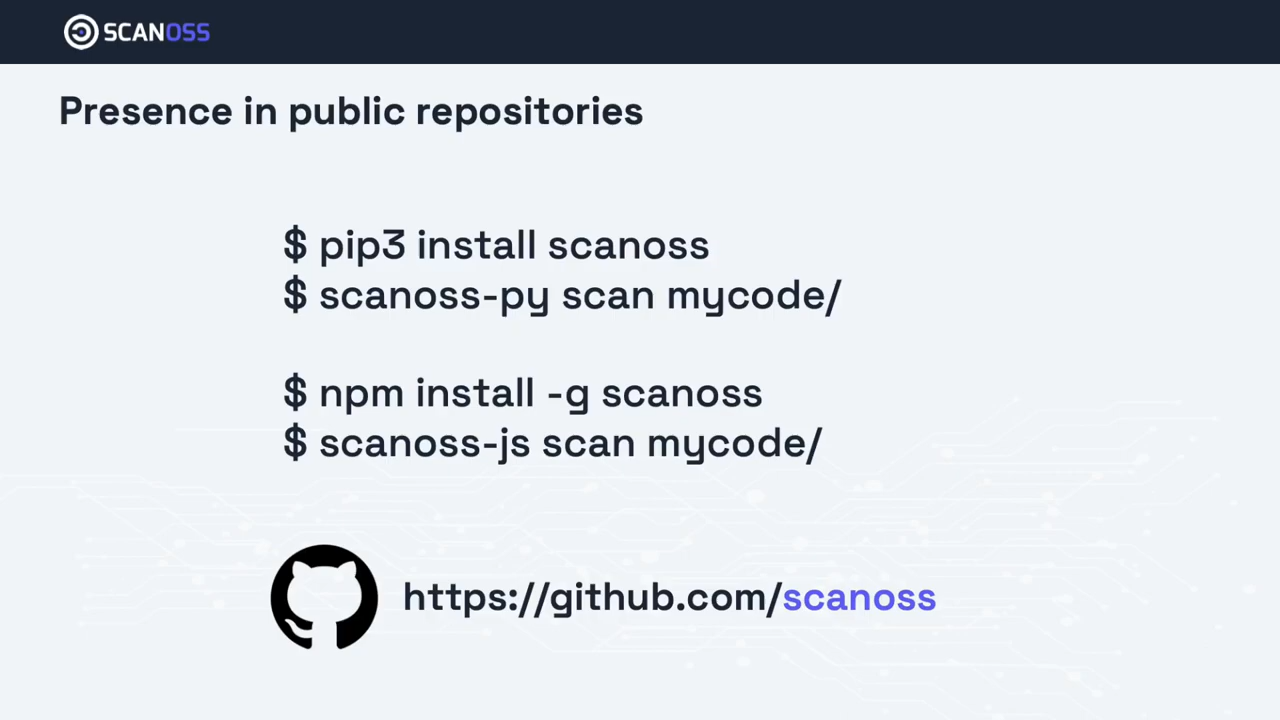 SCANOSS
Presence in public repositories
$ pip3 install scanoss
$ scanoss-py scan mycode/
$ npm install -g scanoss
$ scanoss-js scan mycode/
https://github.com/scanoss